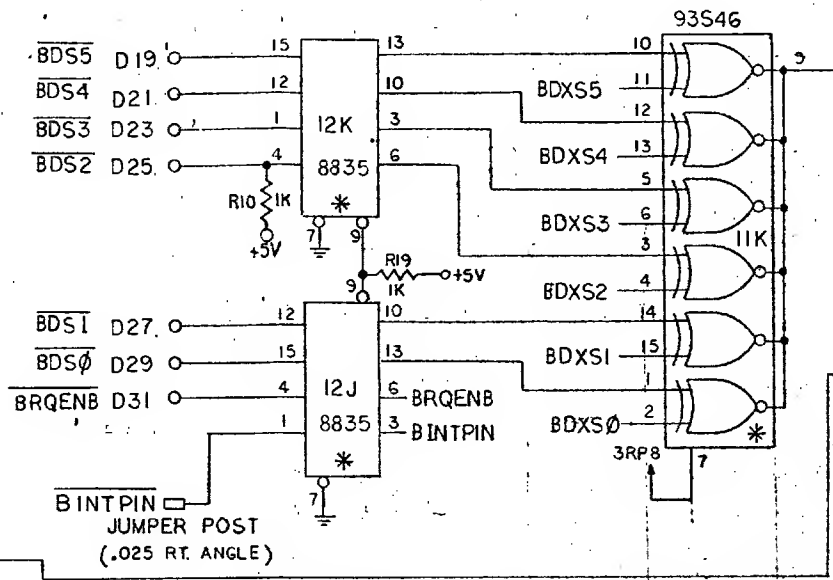 93S46
BDS5 D19 15 13 10
11 BDXS5 9
BDS4 D21 12 10 12
12K
13 BDXS4
BDS3 D23 1 3 5
6 BDXS3
BDS2 D25 4 8835 6 3
11K
R10 1K
+5V
7 9
4 BDXS2
R19
1K
+5V
9
BDS1 D27 12 10 14
15 BDXS1
BDSØ D29 15 13 1
12J
BRQENB D31 4 6 BRQENB
2 BDXSØ
1 8835 3 BINTPIN
3RP8 7
7
BINTPIN
JUMPER POST
(.025 RT. ANGLE)